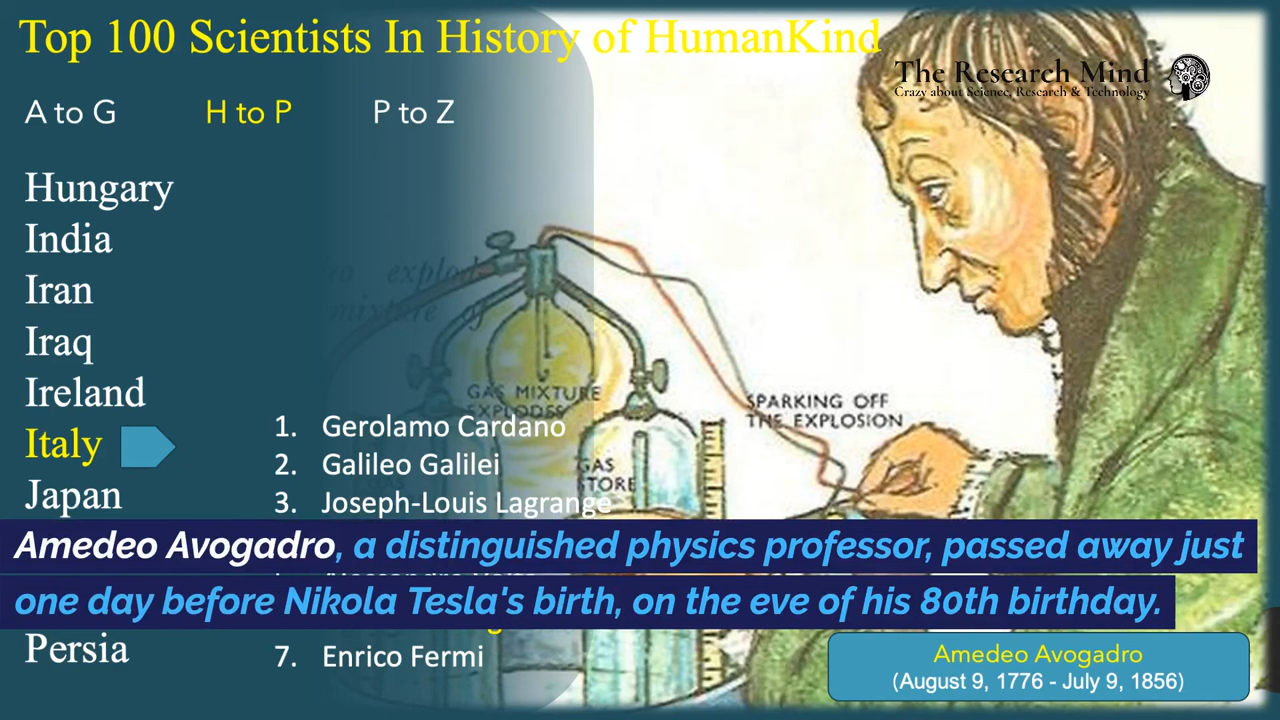 Top 100 Scientists In History of HumanKind
The Research Mind
Crazy about Science, Research & Technology
A to G
H to P
P to Z
Hungary
India
Iran
Iraq
Ireland
Italy
Japan
Persia
GAS MIXTURE
EXPLODES
SPARKING OFF
THE EXPLOSION
GAS
STORE
1. Gerolamo Cardano
2. Galileo Galilei
3. Joseph-Louis Lagrange
Amedeo Avogadro, a distinguished physics professor, passed away just
one day before Nikola Tesla's birth, on the eve of his 80th birthday.
7. Enrico Fermi
Amedeo Avogadro
(August 9, 1776 - July 9, 1856)